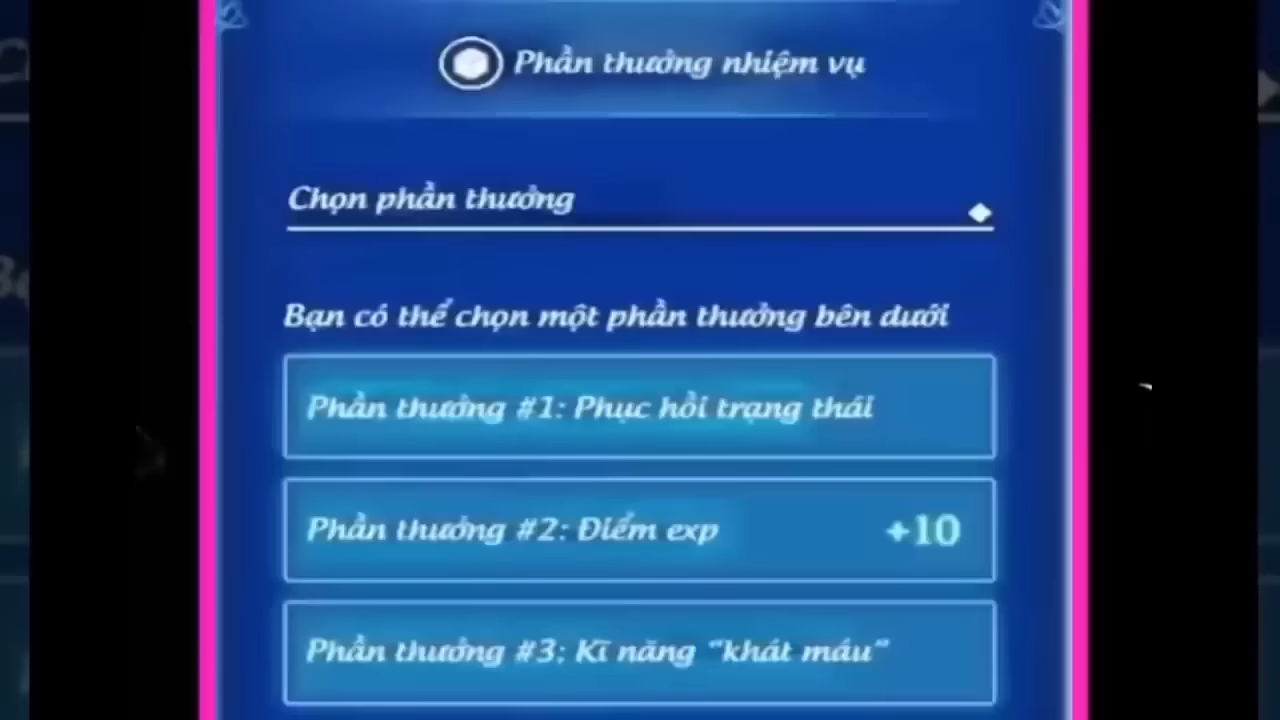 Phần thưởng nhiệm vụ
Chọn phần thưởng
Bạn có thể chọn một phần thưởng bên dưới
Phần thưởng #1: Phục hồi trạng thái
Phần thưởng #2: Điểm exp +10
Phần thưởng #3: Kĩ năng “khát máu”